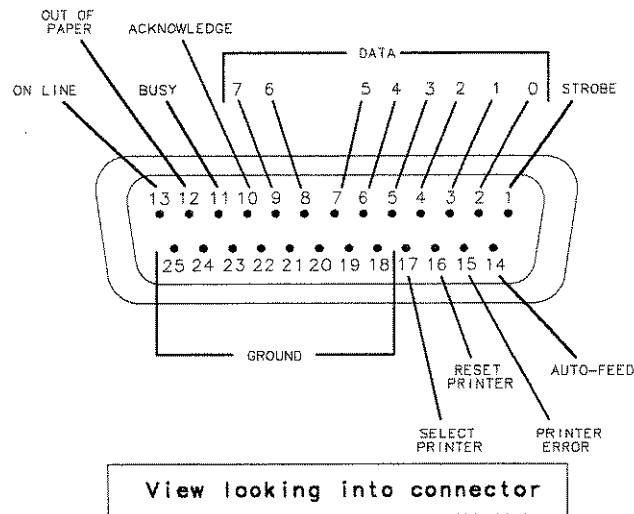 OUT OF
PAPER
ACKNOWLEDGE
DATA
ON LINE
BUSY
7 6 5 4 3 2 1 0
STROBE
13 12 11 10 9 8 7 6 5 4 3 2 1
25 24 23 22 21 20 19 18 17 16 15 14
GROUND
RESET
PRINTER
AUTO-FEED
SELECT
PRINTER
PRINTER
ERROR
View looking into connector